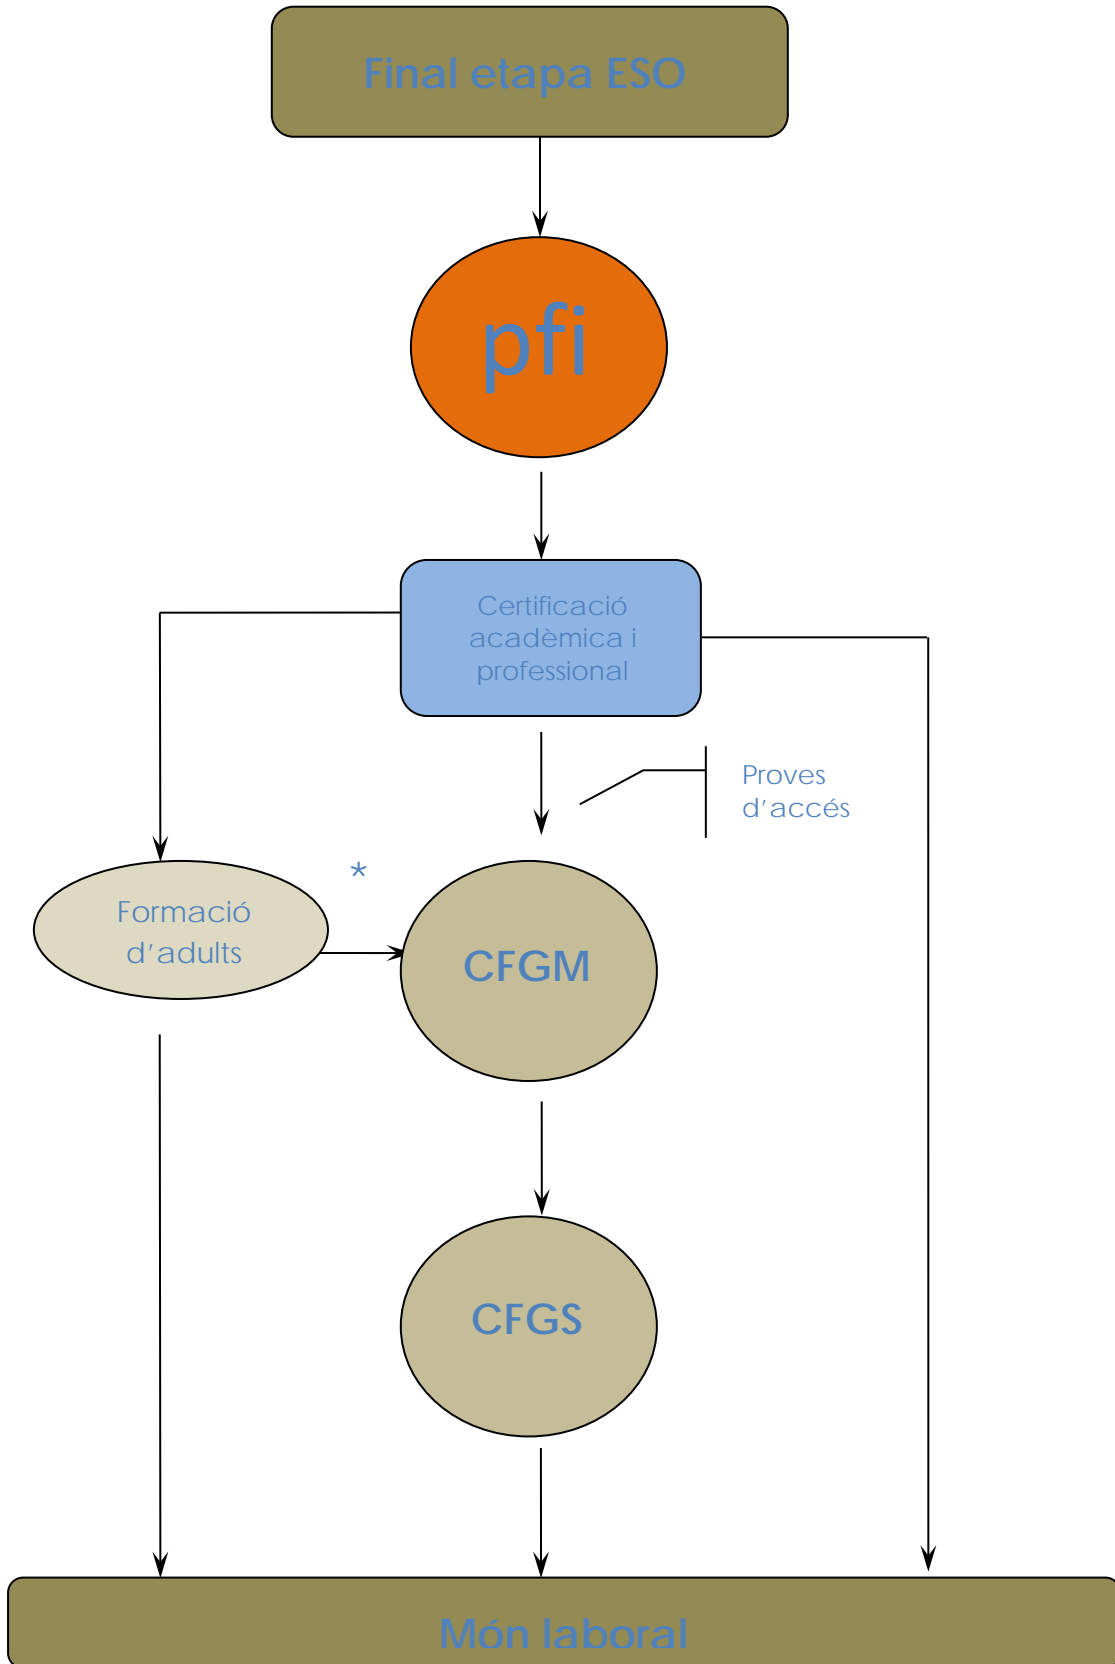 Final etapa ESO
pfi
Certificació
acadèmica i
professional
Proves
d’accés
*
Formació
d’adults
CFGM
CFGS
Món laboral